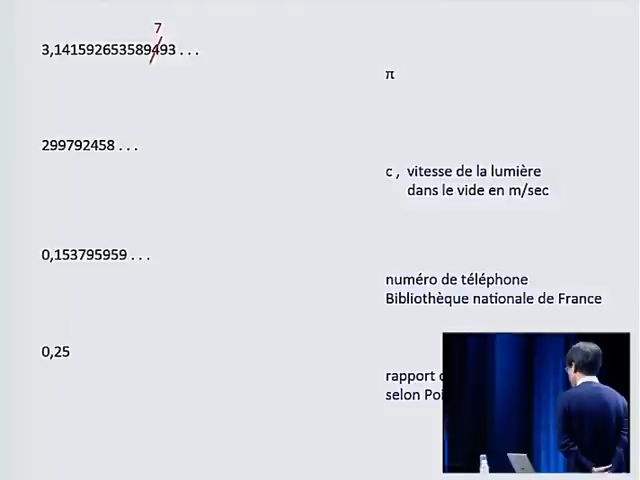 7
3,141592653589493 . . .
π
299792458 . . .
c , vitesse de la lumière
dans le vide en m/sec
0,153795959 . . .
numéro de téléphone
Bibliothèque nationale de France
0,25
rapport
selon